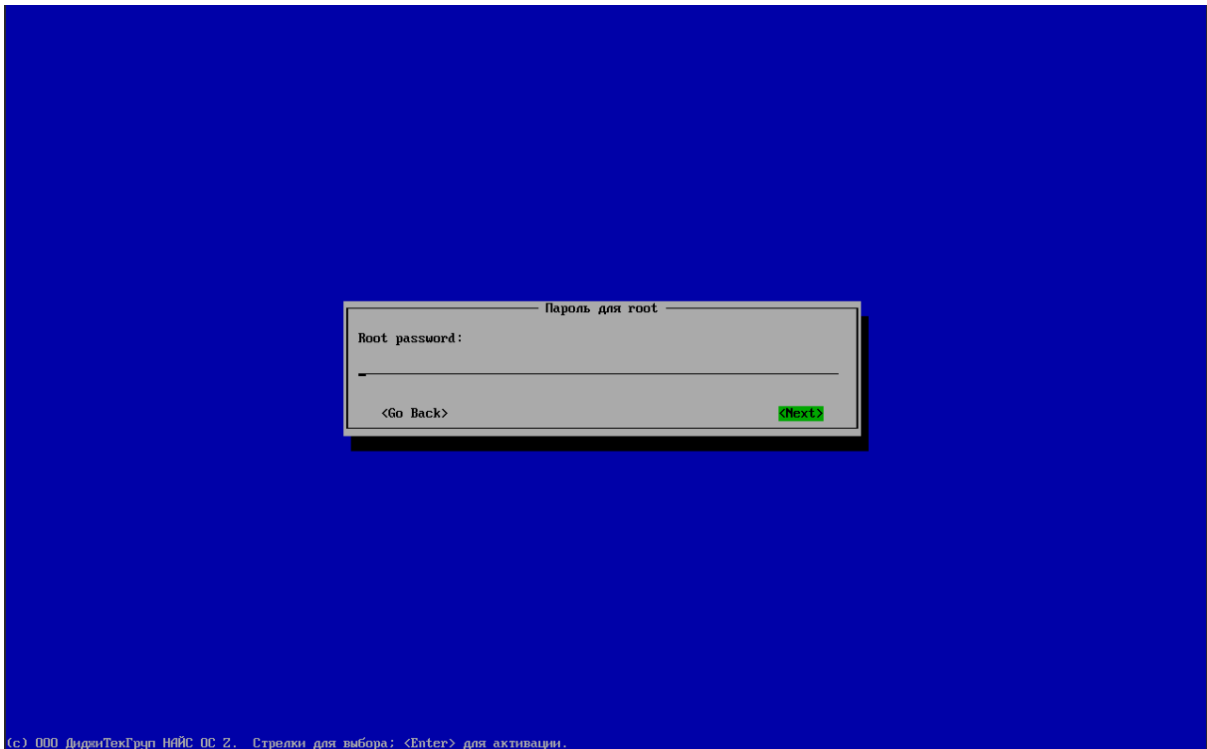 Пароль для root
Root password:
<Go Back>
<Next>
(c) ООО ДиджиТекГруп НАЙС ОС 2. Стрелки для выбора; <Enter> для активации.